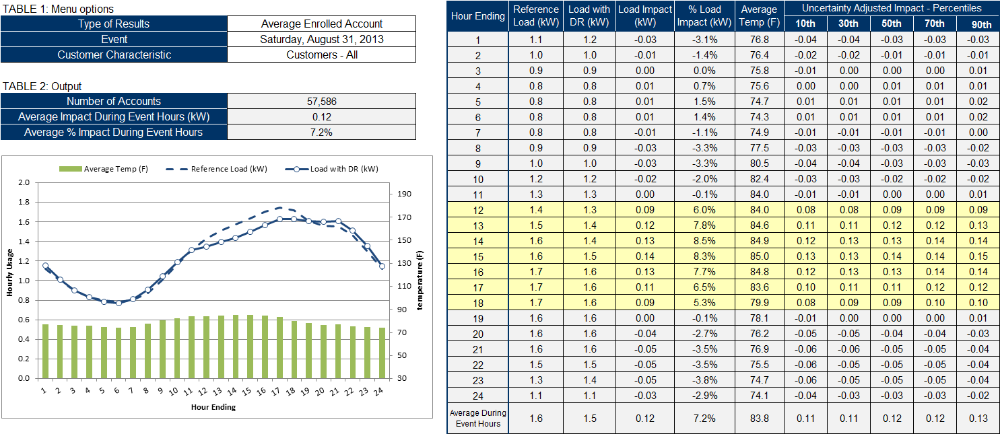 TABLE 1: Menu options
Type of Results Average Enrolled Account
Event Saturday, August 31, 2013
Customer Characteristic Customers - All
TABLE 2: Output
Number of Accounts 57,586
Average Impact During Event Hours (kW) 0.12
Average % Impact During Event Hours 7.2%
Average Temp (F) Reference Load (kW) Load with DR (kW)
2.0
1.8
1.6
1.4
1.2
1.0
0.8
0.6
0.4
0.2
0.0
Hourly Usage
190
170
150
130
110
90
70
50
30
temperature (F)
1 2 3 4 5 6 7 8 9 10 11 12 13 14 15 16 17 18 19 20 21 22 23 24
Hour Ending
Hour Ending Reference Load (kW) Load with DR (kW) Load Impact (kW) % Load Impact (kW) Average Temp (F) Uncertainty Adjusted Impact - Percentiles
10th 30th 50th 70th 90th
1 1.1 1.2 -0.03 -3.1% 76.8 -0.04 -0.04 -0.03 -0.03 -0.03
2 1.0 1.0 -0.01 -1.4% 76.4 -0.02 -0.02 -0.01 -0.01 -0.01
3 0.9 0.9 0.00 0.0% 75.8 -0.01 0.00 0.00 0.00 0.01
4 0.8 0.8 0.01 0.7% 75.6 0.00 0.00 0.01 0.01 0.01
5 0.8 0.8 0.01 1.5% 74.7 0.01 0.01 0.01 0.01 0.02
6 0.8 0.8 0.01 1.4% 74.3 0.01 0.01 0.01 0.01 0.02
7 0.8 0.8 -0.01 -1.1% 74.9 -0.01 -0.01 -0.01 -0.01 0.00
8 0.9 0.9 -0.03 -3.3% 77.5 -0.03 -0.03 -0.03 -0.03 -0.02
9 1.0 1.0 -0.03 -3.3% 80.5 -0.04 -0.04 -0.03 -0.03 -0.03
10 1.2 1.2 -0.02 -2.0% 82.4 -0.03 -0.03 -0.02 -0.02 -0.02
11 1.3 1.3 0.00 -0.1% 84.0 -0.01 -0.01 0.00 0.00 0.01
12 1.4 1.3 0.09 6.0% 84.0 0.08 0.08 0.09 0.09 0.09
13 1.5 1.4 0.12 7.8% 84.6 0.11 0.11 0.12 0.12 0.13
14 1.6 1.4 0.13 8.5% 84.9 0.12 0.13 0.13 0.14 0.14
15 1.6 1.5 0.14 8.3% 85.0 0.13 0.13 0.14 0.14 0.15
16 1.7 1.6 0.13 7.7% 84.8 0.12 0.13 0.13 0.14 0.14
17 1.7 1.6 0.11 6.5% 83.6 0.10 0.11 0.11 0.12 0.12
18 1.7 1.6 0.09 5.3% 79.9 0.08 0.09 0.09 0.10 0.10
19 1.6 1.6 0.00 -0.1% 78.1 -0.01 0.00 0.00 0.00 0.01
20 1.6 1.6 -0.04 -2.7% 76.2 -0.05 -0.05 -0.04 -0.04 -0.03
21 1.6 1.6 -0.05 -3.5% 76.9 -0.06 -0.06 -0.05 -0.05 -0.04
22 1.5 1.5 -0.05 -3.5% 75.5 -0.06 -0.05 -0.05 -0.05 -0.04
23 1.3 1.4 -0.05 -3.8% 74.7 -0.06 -0.05 -0.05 -0.05 -0.04
24 1.1 1.1 -0.03 -2.9% 74.1 -0.04 -0.03 -0.03 -0.03 -0.02
Average During Event Hours 1.6 1.5 0.12 7.2% 83.8 0.11 0.11 0.12 0.12 0.13